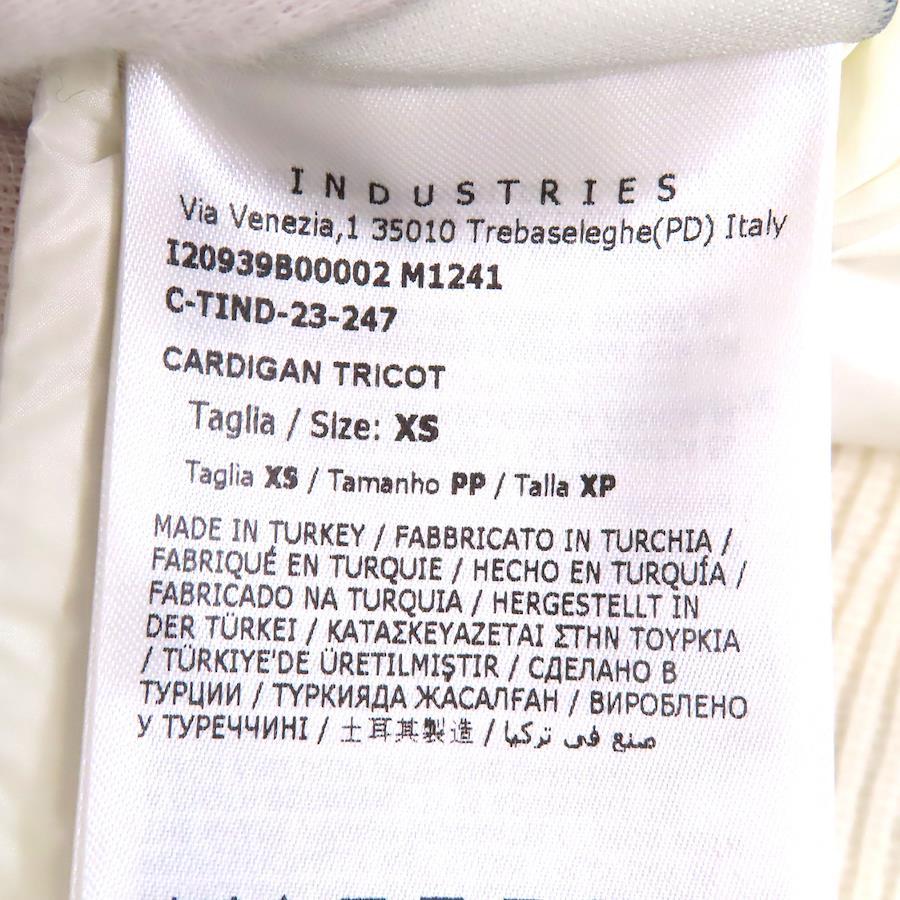 INDUSTRIES
Via Venezia,1 35010 Trebaseleghe(PD) Italy
I20939B00002 M1241
C-TIND-23-247
CARDIGAN TRICOT
Taglia / Size: XS
Taglia XS / Tamanho PP / Talla XP
MADE IN TURKEY / FABBRICATO IN TURCHIA /
FABRIQUÉ EN TURQUIE / HECHO EN TURQUÍA /
FABRICADO NA TURQUIA / HERGESTELLT IN
DER TÜRKEI / ΚΑΤΑΣΚΕΥΑΖΕΤΑΙ ΣΤΗΝ ΤΟΥΡΚΙΑ
/ TÜRKİYE'DE ÜRETILMIŞTIR / СДЕЛАНО В
ТУРЦИИ / ТҮРКИЯДА ЖАСАЛҒАН / ВИРОБЛЕНО
У ТУРЕЧЧИНІ / 土耳其製造 / صنع في تركيا